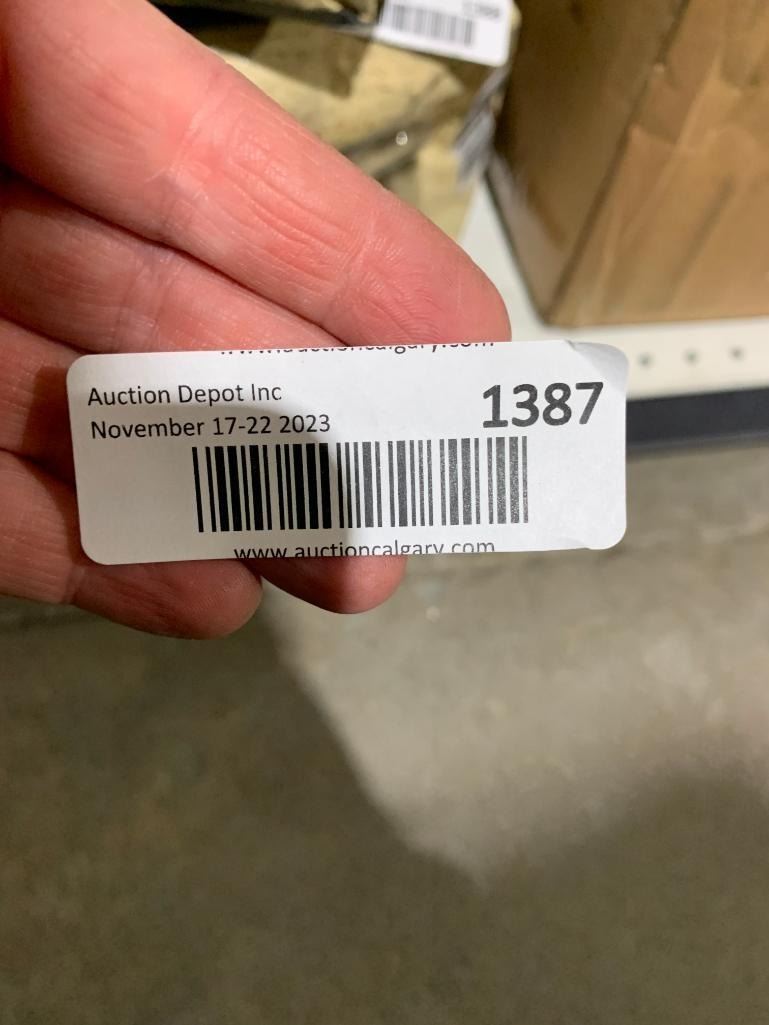 Auction Depot Inc
1387
November 17-22 2023
www.auctioncalgary.com